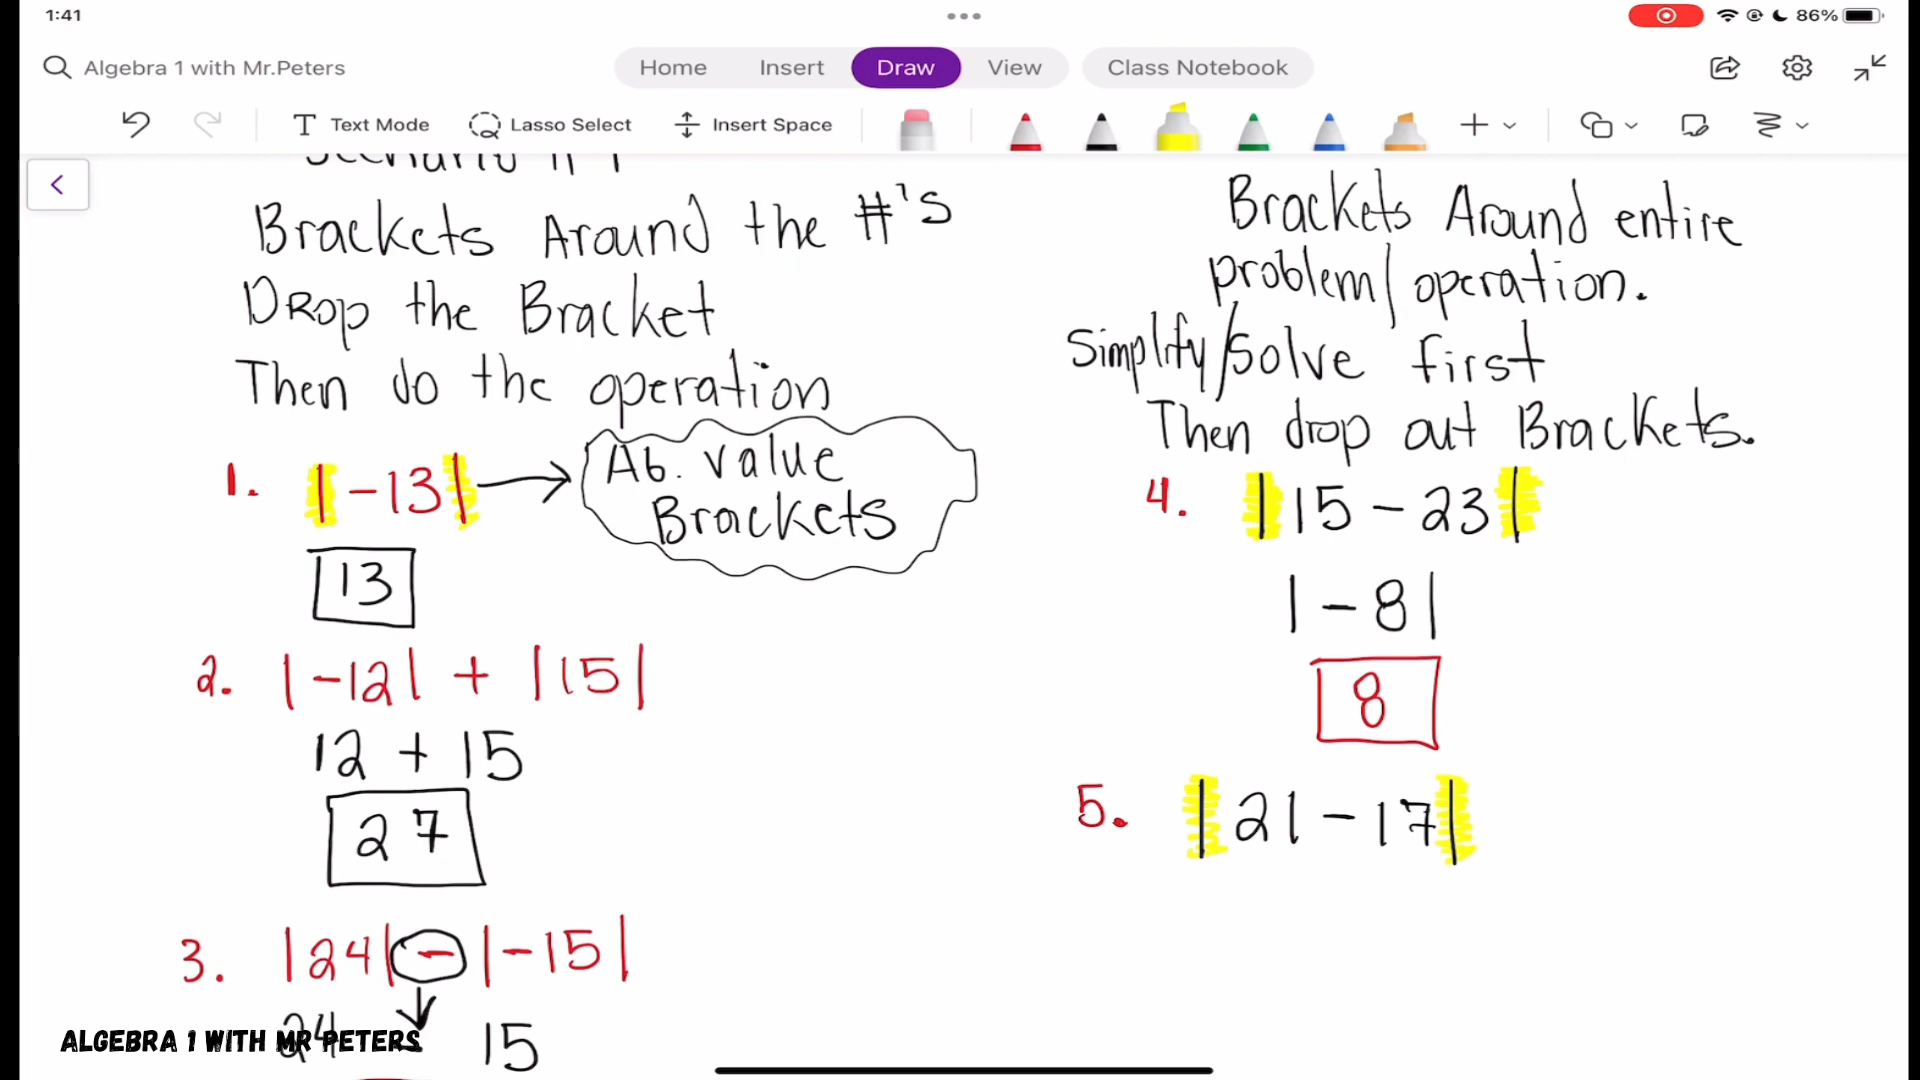 1:41
86%
Algebra 1 with Mr.Peters
Home Insert Draw View Class Notebook
Text Mode Lasso Select Insert Space
Scenario # 1
Brackets Around the #'s
Drop the Bracket
Then do the operation
1. |-13|
Ab. value
Brackets
13
2. |-12| + |15|
12 + 15
27
3. |24| - |-15|
24 - 15
Brackets Around entire
problem/operation.
Simplify/Solve first
Then drop out Brackets.
4. |15 - 23|
|-8|
8
5. |21 - 17|
ALGEBRA 1 WITH MR PETERS